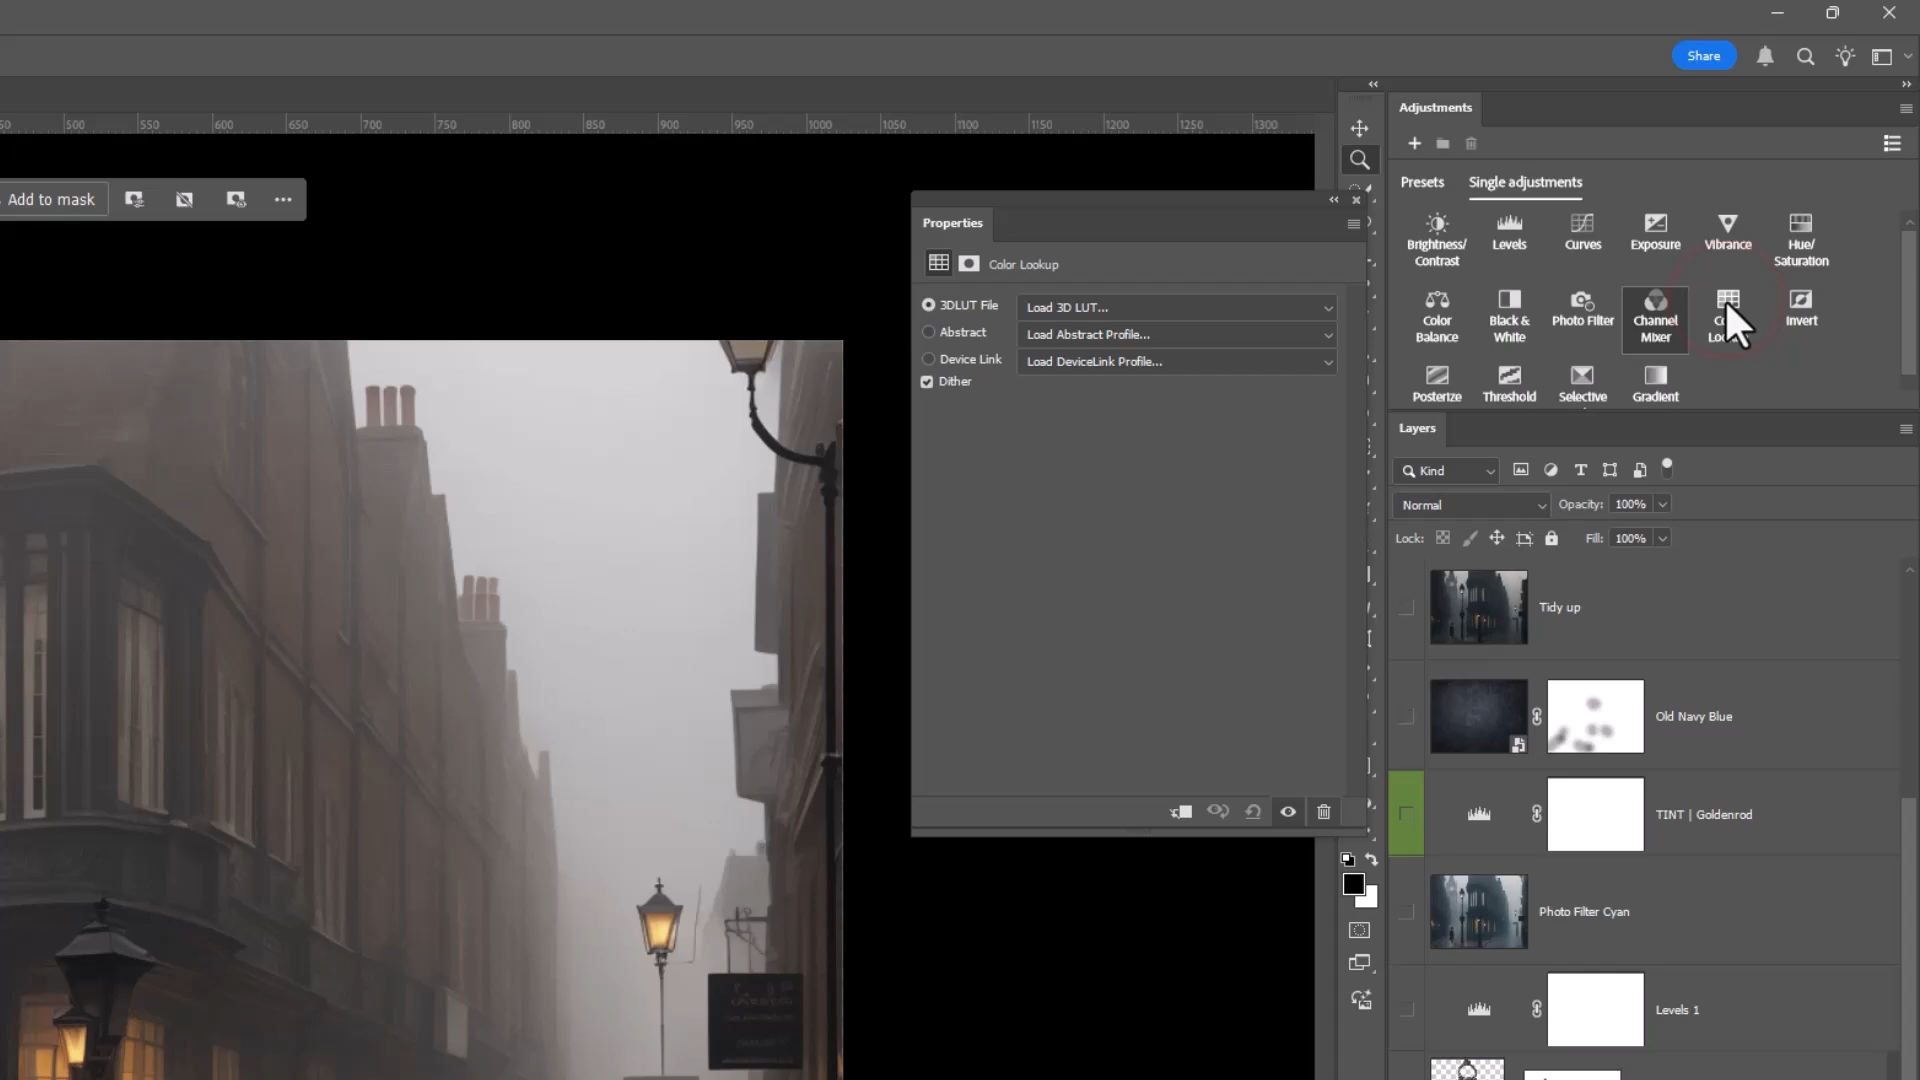 Share
500 550 600 650 700 750 800 850 900 950 1000 1050 1100 1150 1200 1250 1300
Adjustments
Add to mask
Presets Single adjustments
Properties
Brightness/
Contrast
Levels
Curves
Exposure
Vibrance
Hue/
Saturation
Color Lookup
3DLUT File Load 3D LUT...
Abstract Load Abstract Profile...
Device Link Load DeviceLink Profile...
Dither
Color
Balance
Black &
White
Photo Filter
Channel
Mixer
Invert
Posterize
Threshold
Selective
Gradient
Layers
Kind
Normal Opacity: 100%
Lock: Fill: 100%
Tidy up
Old Navy Blue
TINT | Goldenrod
Photo Filter Cyan
Levels 1